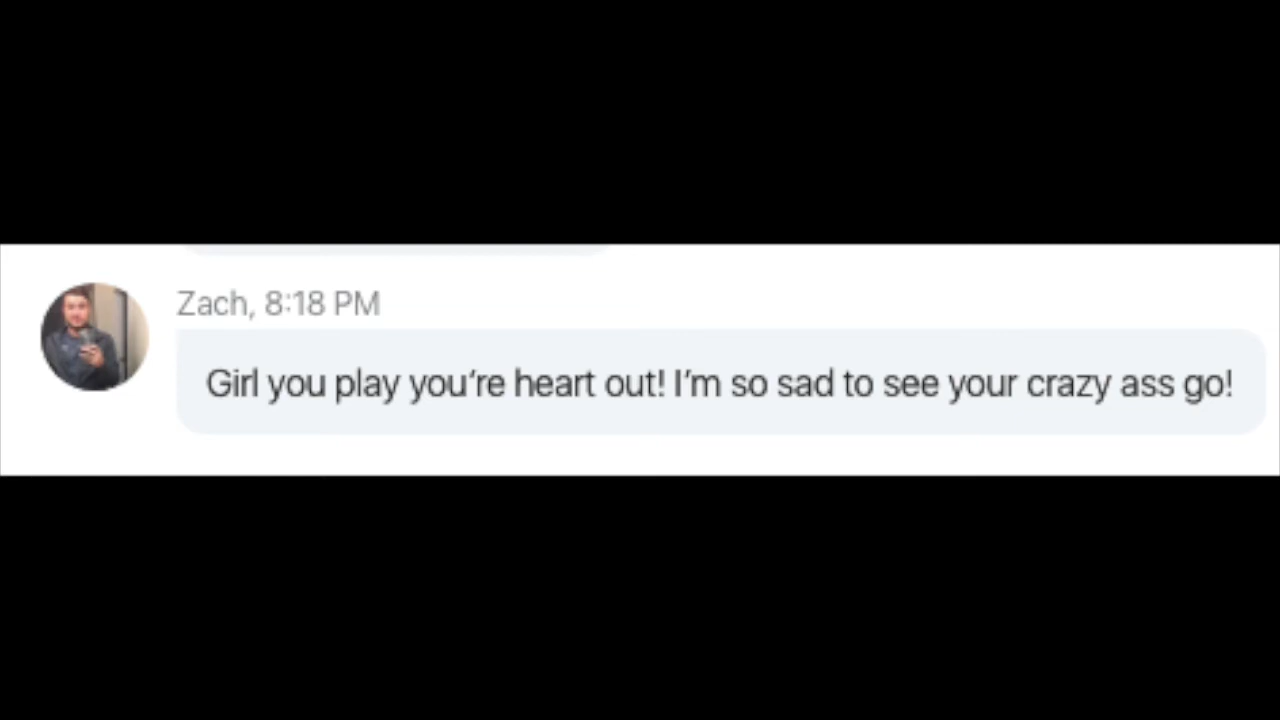 Zach, 8:18 PM
Girl you play you’re heart out! I’m so sad to see your crazy ass go!